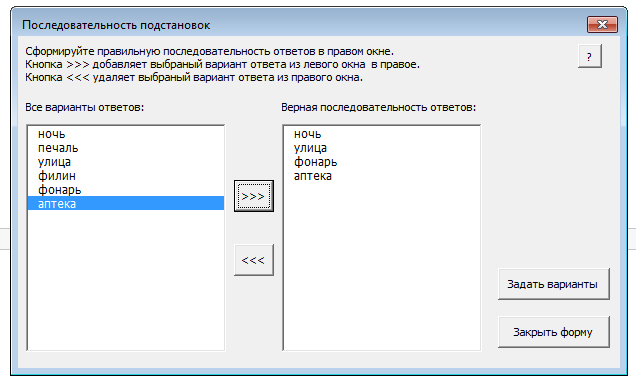 Последовательность подстановок
Сформируйте правильную последовательность ответов в правом окне.
Кнопка >>> добавляет выбраный вариант ответа из левого окна в правое.
Кнопка <<< удаляет выбраный вариант ответа из правого окна.
?
Все варианты ответов:
Верная последовательность ответов:
ночь
печаль
улица
филин
фонарь
аптека
>>>
<<<
ночь
улица
фонарь
аптека
Задать варианты
Закрыть форму